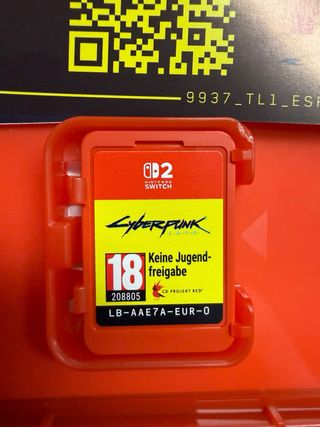 9937_TL1_ESP
2
NINTENDO
SWITCH
Cyberpunk
18
Keine Jugend-
freigabe
208805
CD PROJEKT RED®
LB-AAE7A-EUR-0